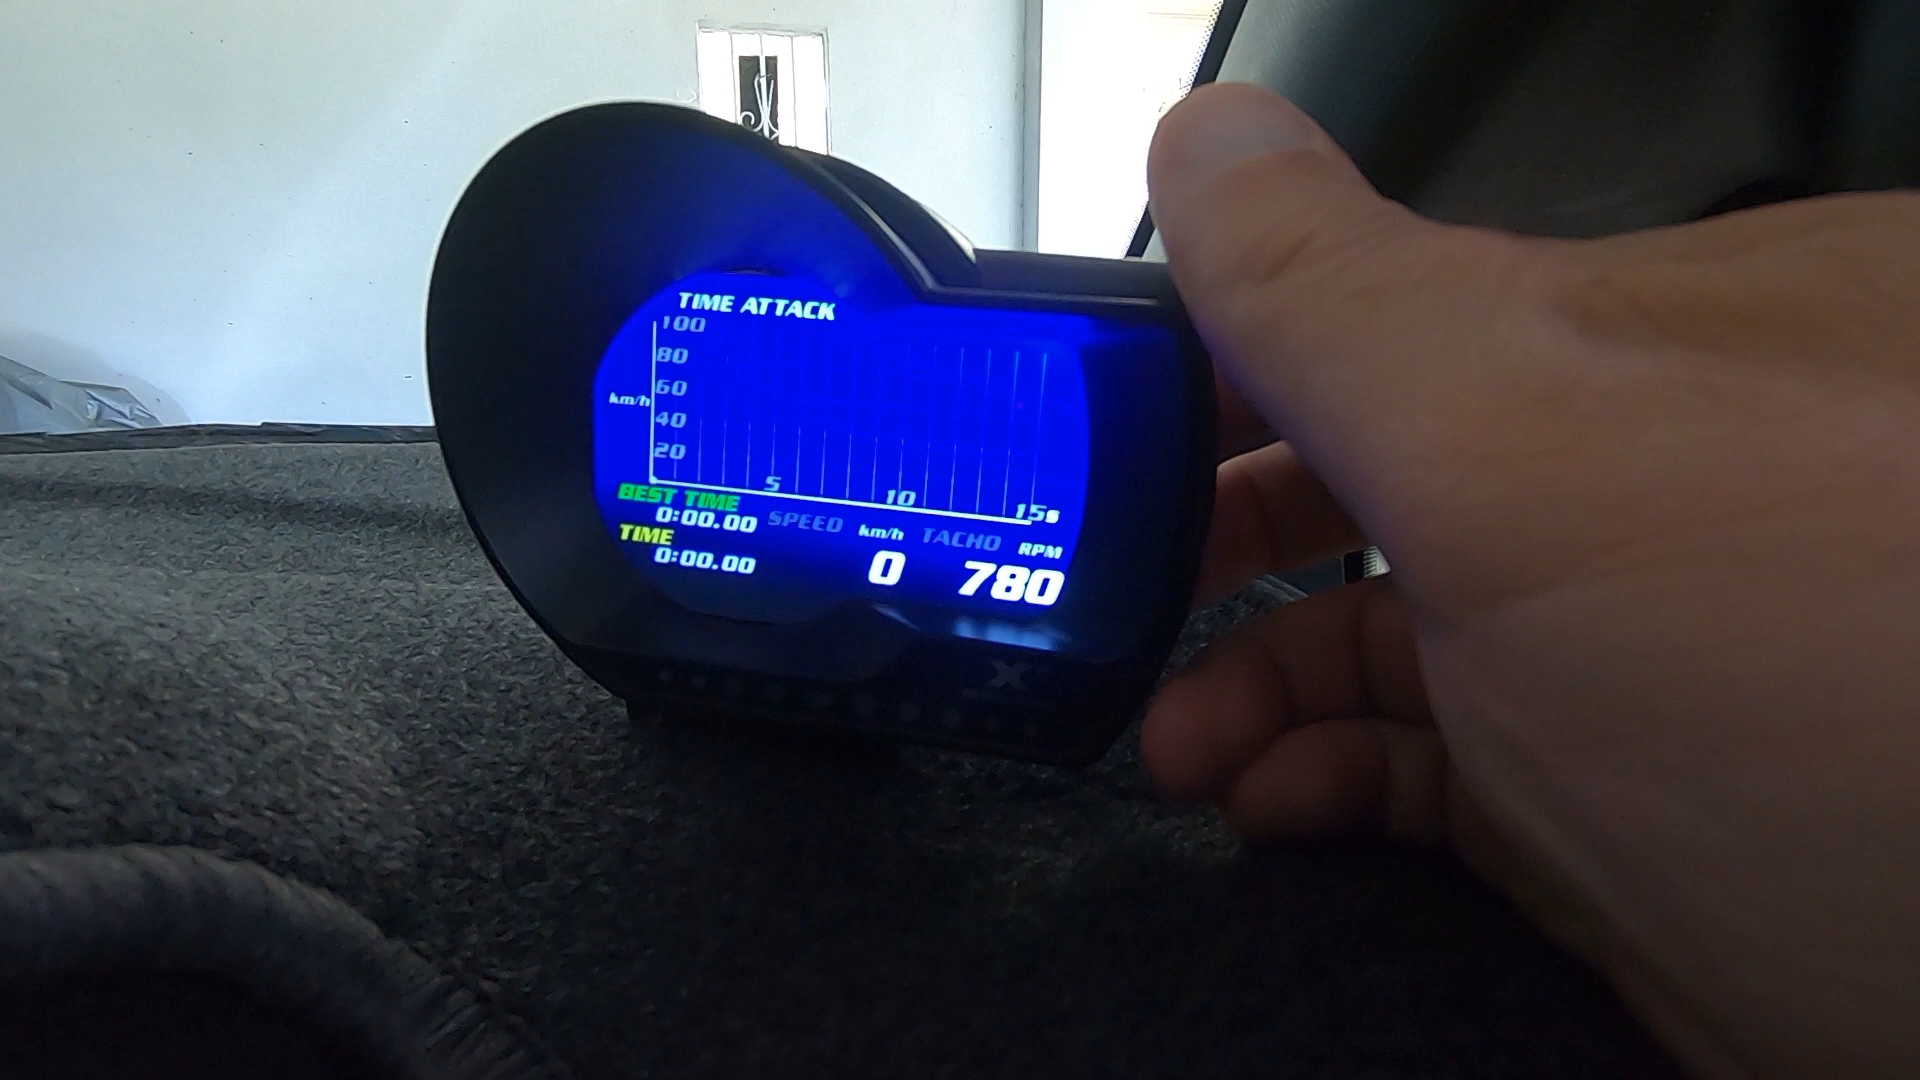 TIME ATTACK
100
80
60
km/h
40
20
5 10 15s
BEST TIME
0:00.00
SPEED km/h TACHO RPM
TIME
0:00.00
0 780
X